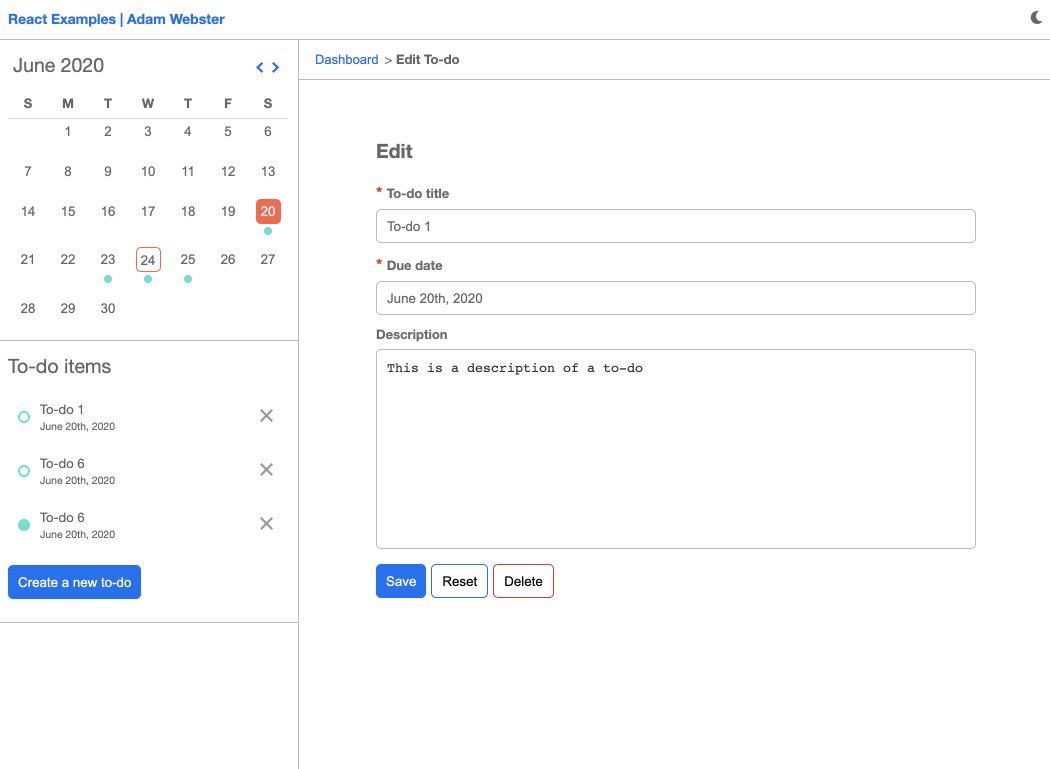 React Examples | Adam Webster
June 2020
S M T W T F S
1 2 3 4 5 6
7 8 9 10 11 12 13
14 15 16 17 18 19 20
21 22 23 24 25 26 27
28 29 30
To-do items
To-do 1
June 20th, 2020
To-do 6
June 20th, 2020
To-do 6
June 20th, 2020
Create a new to-do
Dashboard > Edit To-do
Edit
* To-do title
To-do 1
* Due date
June 20th, 2020
Description
This is a description of a to-do
Save Reset Delete